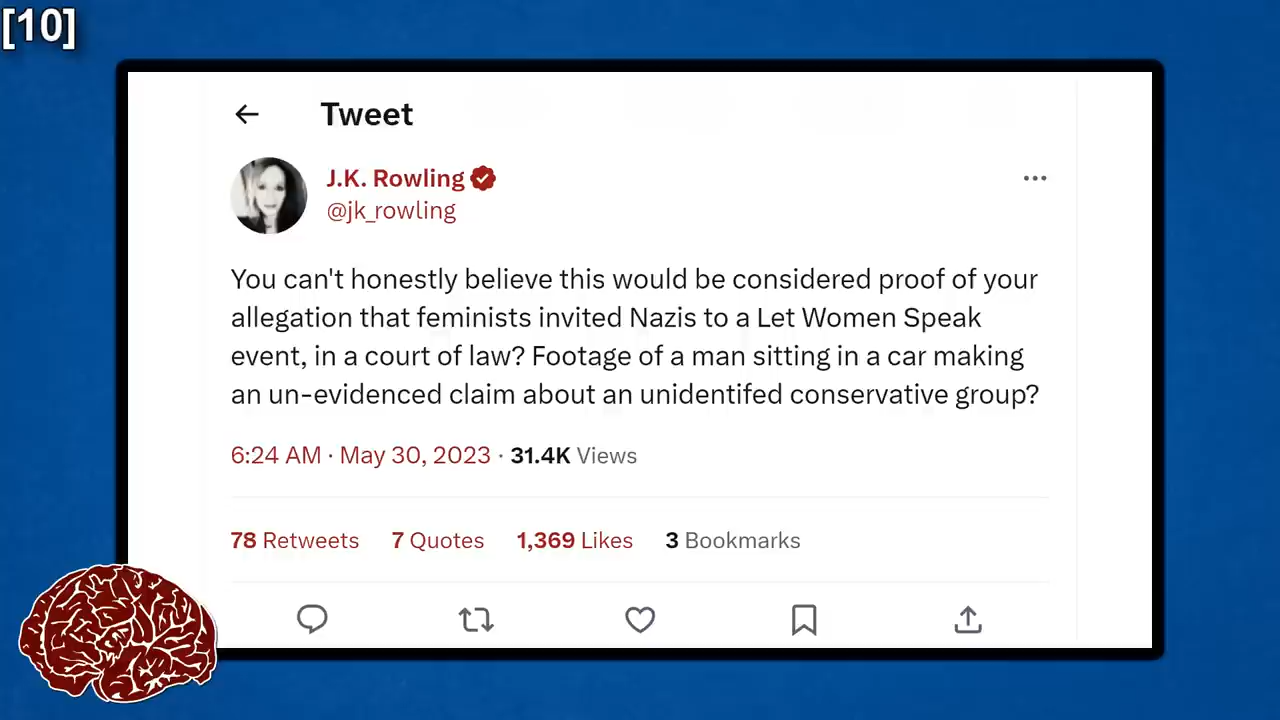 [10]
Tweet
J.K. Rowling
@jk_rowling
You can't honestly believe this would be considered proof of your
allegation that feminists invited Nazis to a Let Women Speak
event, in a court of law? Footage of a man sitting in a car making
an un-evidenced claim about an unidentifed conservative group?
6:24 AM · May 30, 2023 · 31.4K Views
78 Retweets 7 Quotes 1,369 Likes 3 Bookmarks